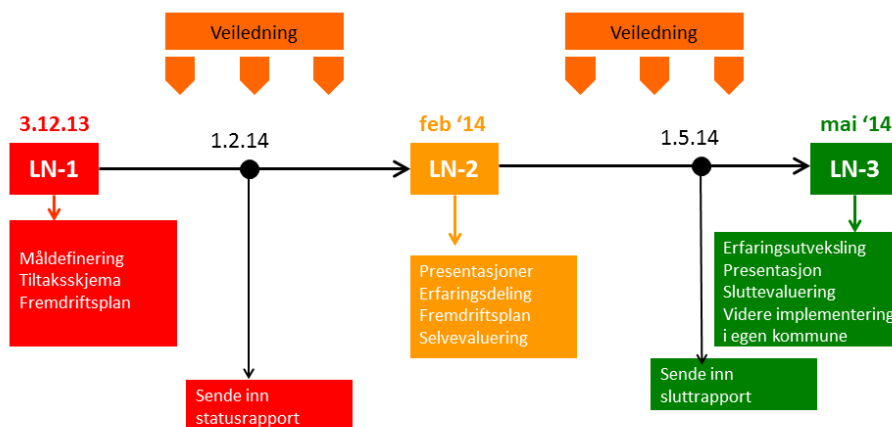 Veiledning
Veiledning
3.12.13
1.2.14
feb ‘14
1.5.14
mai ‘14
LN-1
LN-2
LN-3
Måldefinering
Tiltaksskjema
Fremdriftsplan
Presentasjoner
Erfaringsdeling
Fremdriftsplan
Selvevaluering
Erfaringsutveksling
Presentasjon
Sluttevaluering
Videre implementering
i egen kommune
Sende inn
statusrapport
Sende inn
sluttrapport